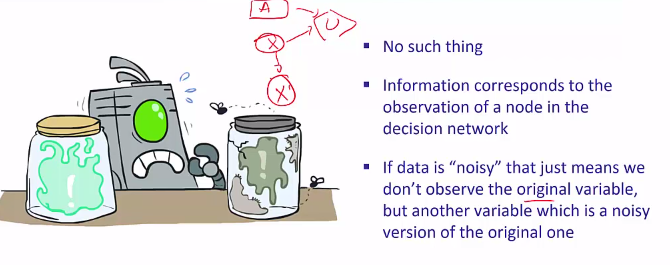 A
U
X
X'
No such thing
Information corresponds to the
observation of a node in the
decision network
If data is “noisy” that just means we
don’t observe the original variable,
but another variable which is a noisy
version of the original one
!
!